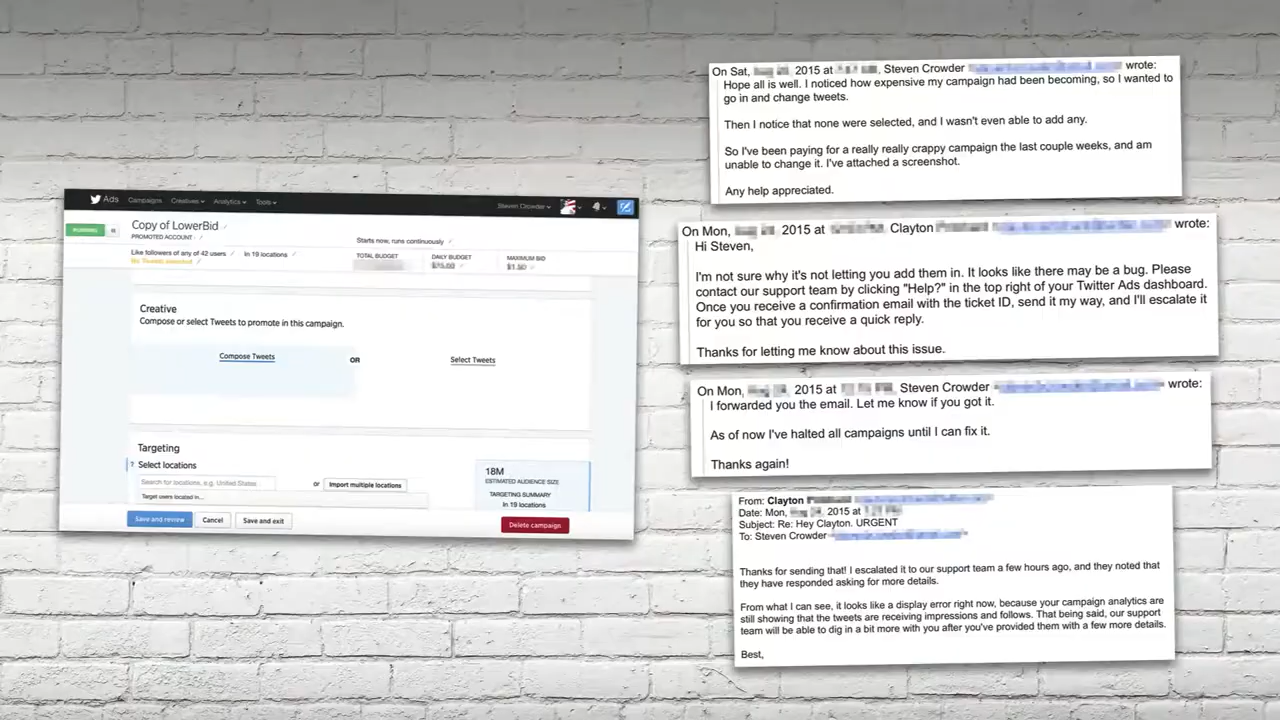 Ads Campaigns Creatives Analytics Tools Steven Crowder
Copy of LowerBid
PROMOTED ACCOUNT
Like followers of any of 42 users In 19 locations
No Tweets selected
Starts now, runs continuously
TOTAL BUDGET DAILY BUDGET MAXIMUM BID
$1.50
Creative
Compose or select Tweets to promote in this campaign.
Compose Tweets OR Select Tweets
Targeting
? Select locations
Search for locations, e.g. United States or Import multiple locations
Target users located in...
18M
ESTIMATED AUDIENCE SIZE
TARGETING SUMMARY
In 19 locations
Save and review Cancel Save and exit Delete campaign
On Sat, 2015 at , Steven Crowder wrote:
Hope all is well. I noticed how expensive my campaign had been becoming, so I wanted to
go in and change tweets.
Then I notice that none were selected, and I wasn't even able to add any.
So I've been paying for a really really crappy campaign the last couple weeks, and am
unable to change it. I've attached a screenshot.
Any help appreciated.
On Mon, 2015 at Clayton wrote:
Hi Steven,
I'm not sure why it's not letting you add them in. It looks like there may be a bug. Please
contact our support team by clicking "Help?" in the top right of your Twitter Ads dashboard.
Once you receive a confirmation email with the ticket ID, send it my way, and I'll escalate it
for you so that you receive a quick reply.
Thanks for letting me know about this issue.
On Mon, 2015 at , Steven Crowder wrote:
I forwarded you the email. Let me know if you got it.
As of now I've halted all campaigns until I can fix it.
Thanks again!
From: Clayton
Date: Mon, 2015 at
Subject: Re: Hey Clayton. URGENT
To: Steven Crowder
Thanks for sending that! I escalated it to our support team a few hours ago, and they noted that
they have responded asking for more details.
From what I can see, it looks like a display error right now, because your campaign analytics are
still showing that the tweets are receiving impressions and follows. That being said, our support
team will be able to dig in a bit more with you after you've provided them with a few more details.
Best,